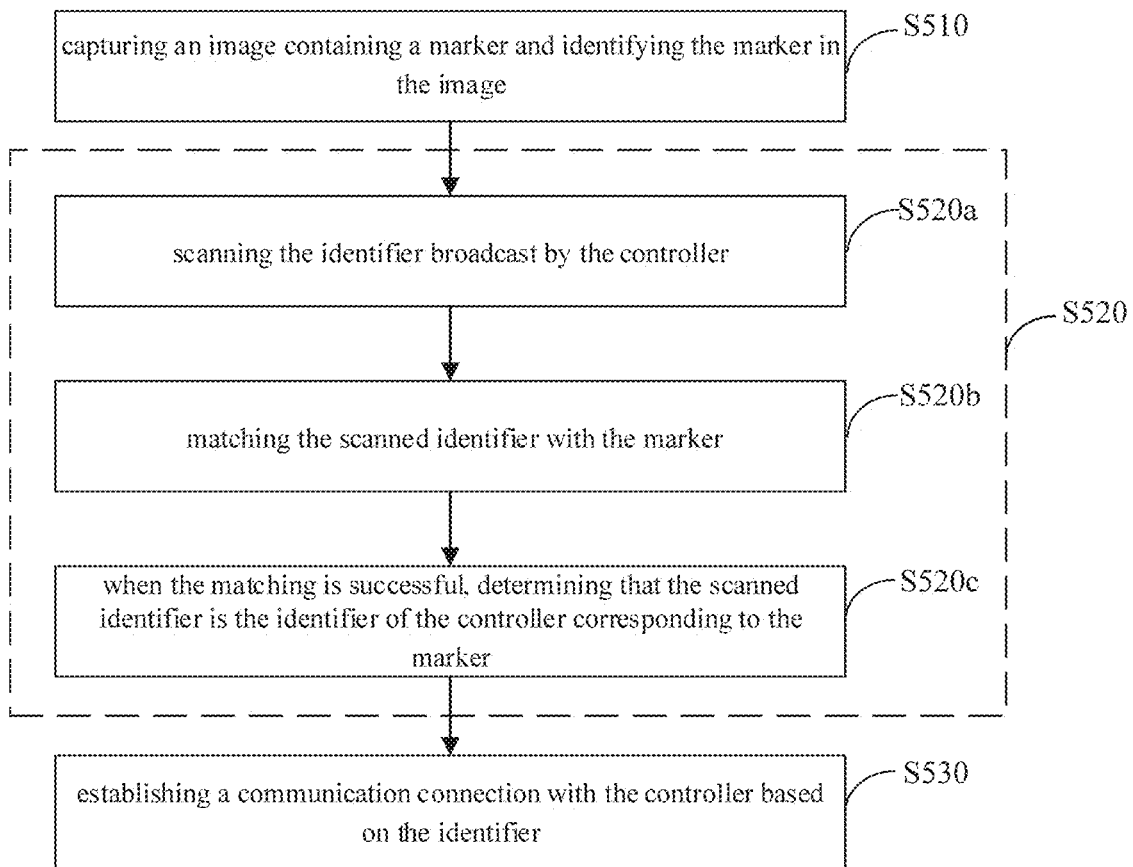 capturing an image containing a marker and identifying the marker in
the image
S510
scanning the identifier broadcast by the controller
S520a
S520
matching the scanned identifier with the marker
S520b
when the matching is successful, determining that the scanned
identifier is the identifier of the controller corresponding to the
marker
S520c
establishing a communication connection with the controller based
on the identifier
S530